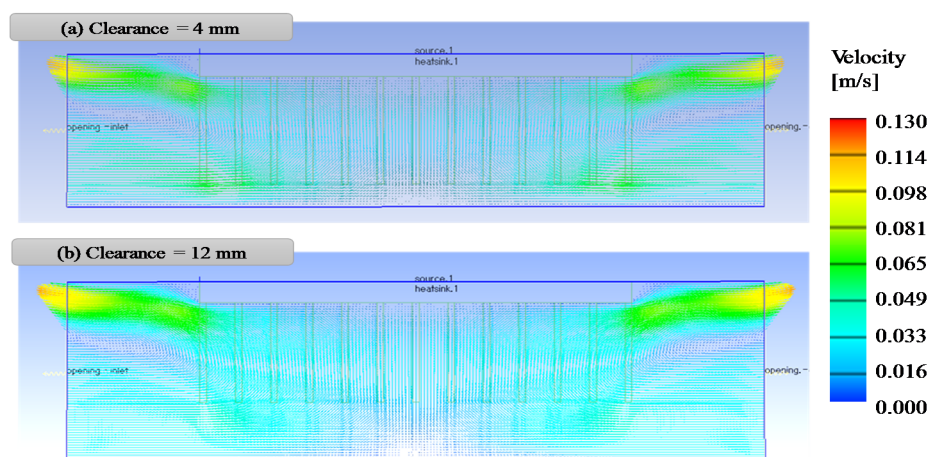 (a) Clearance = 4 mm
source.1
heatsink.1
opening - inlet
opening.-
(b) Clearance = 12 mm
source.1
heatsink.1
opening - inlet
opening.-
Velocity
[m/s]
0.130
0.114
0.098
0.081
0.065
0.049
0.033
0.016
0.000